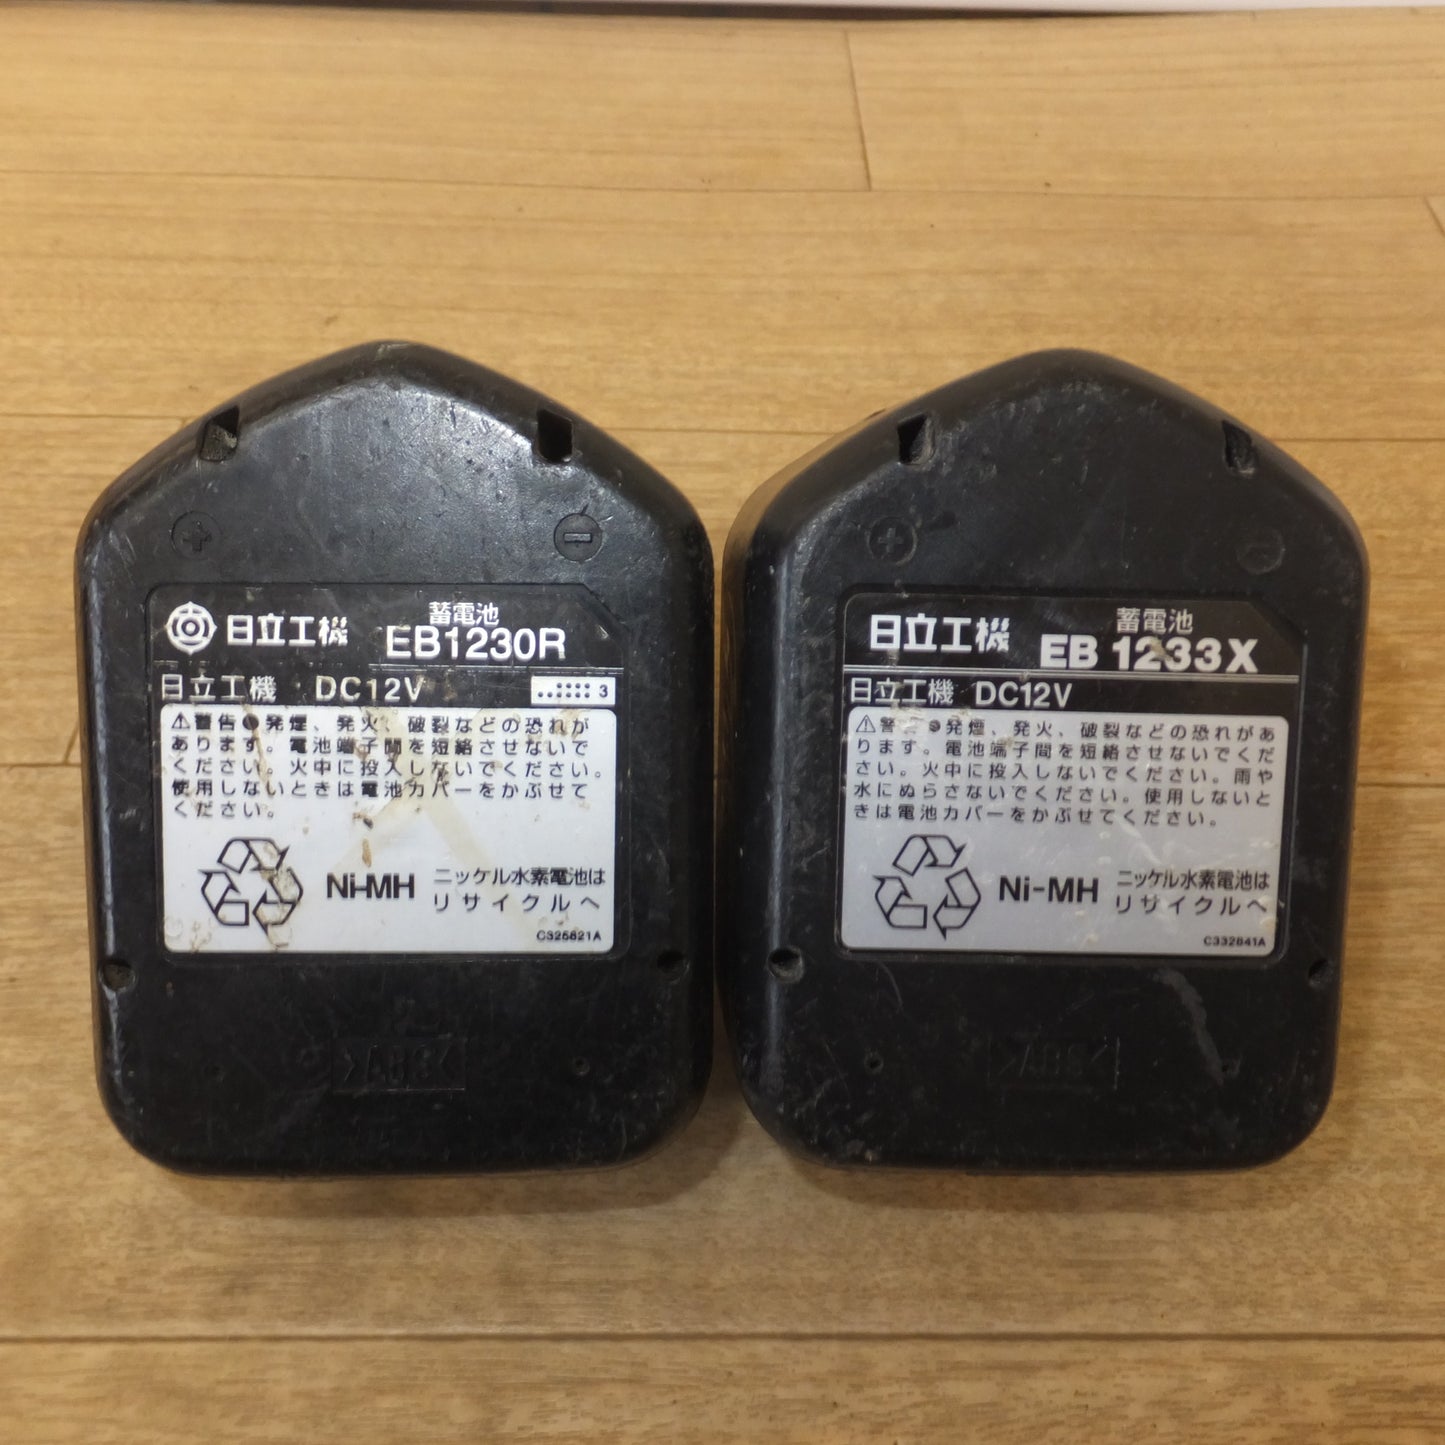 日立工機 蓄電池
EB1230R
日立工機 DC12V
3
⚠警告●発煙、発火、破裂などの恐れが
あります。電池端子間を短絡させないで
ください。火中に投入しないでください。
使用しないときは電池カバーをかぶせて
ください。
Ni-MH ニッケル水素電池は
リサイクルへ
C325821A
>ABS<
日立工機 蓄電池
EB 1233X
日立工機 DC12V
⚠警 ●発煙、発火、破裂などの恐れがあ
ります。電池端子間を短絡させないでくだ
さい。火中に投入しないでください。雨や
水にぬらさないでください。使用しないと
きは電池カバーをかぶせてください。
Ni-MH ニッケル水素電池は
リサイクルへ
C332841A
>ABS<